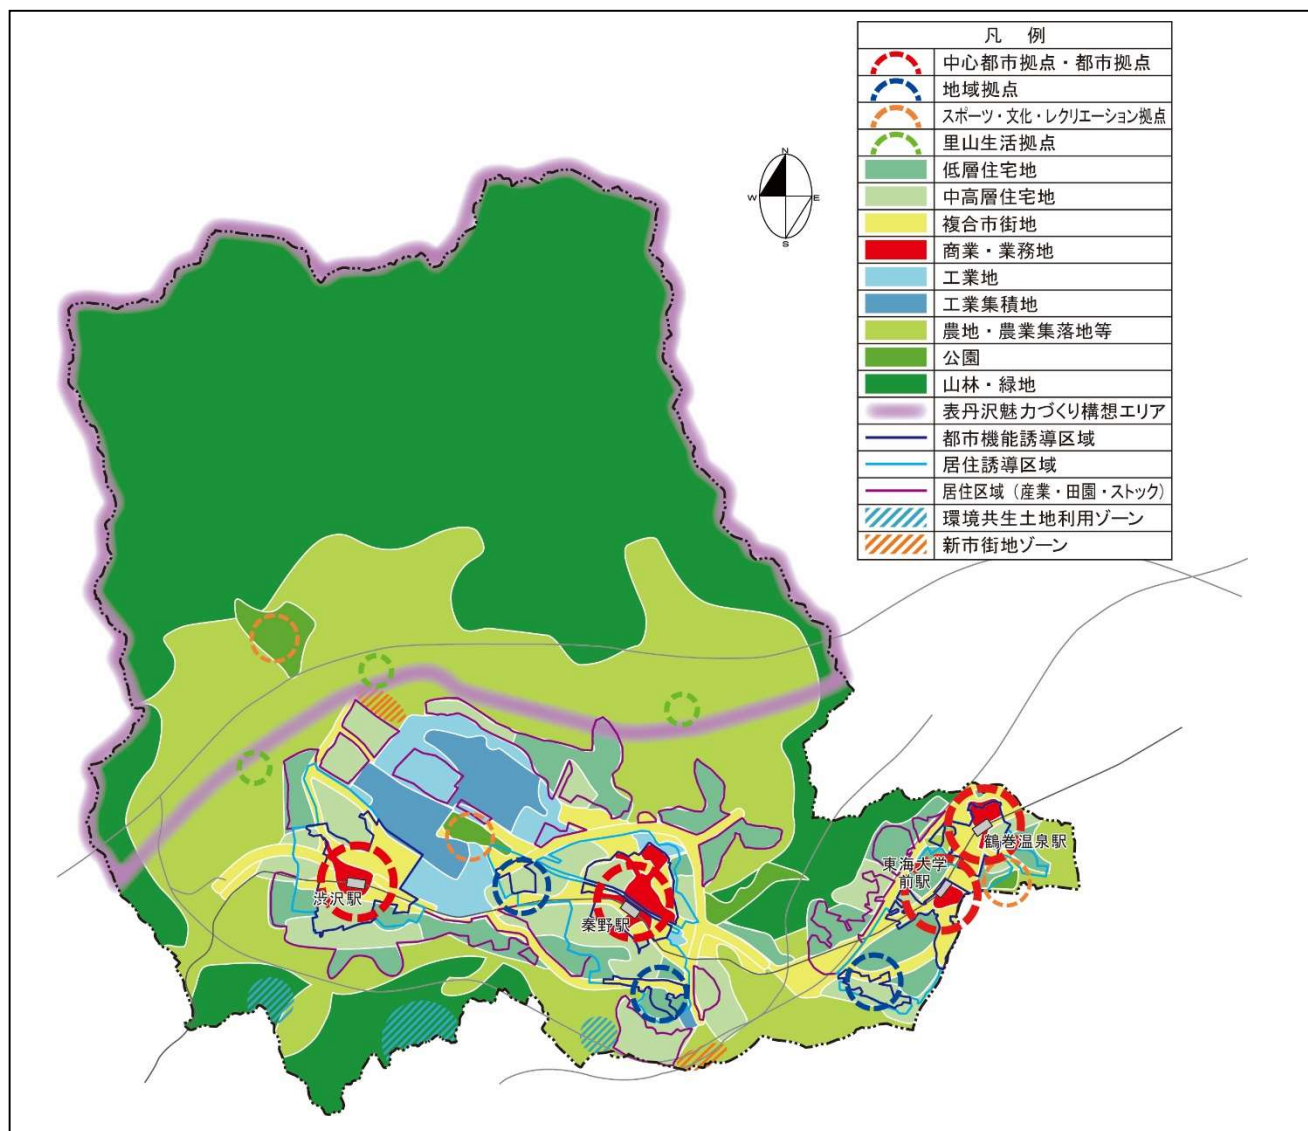 凡 例
中心都市拠点・都市拠点
地域拠点
スポーツ・文化・レクリエーション拠点
里山生活拠点
低層住宅地
中高層住宅地
複合市街地
商業・業務地
工業地
工業集積地
農地・農業集落地等
公園
山林・緑地
表丹沢魅力づくり構想エリア
都市機能誘導区域
居住誘導区域
居住区域（産業・田園・ストック）
環境共生土地利用ゾーン
新市街地ゾーン
N
W E
S
鶴巻温泉駅
東海大学
前駅
渋沢駅
秦野駅